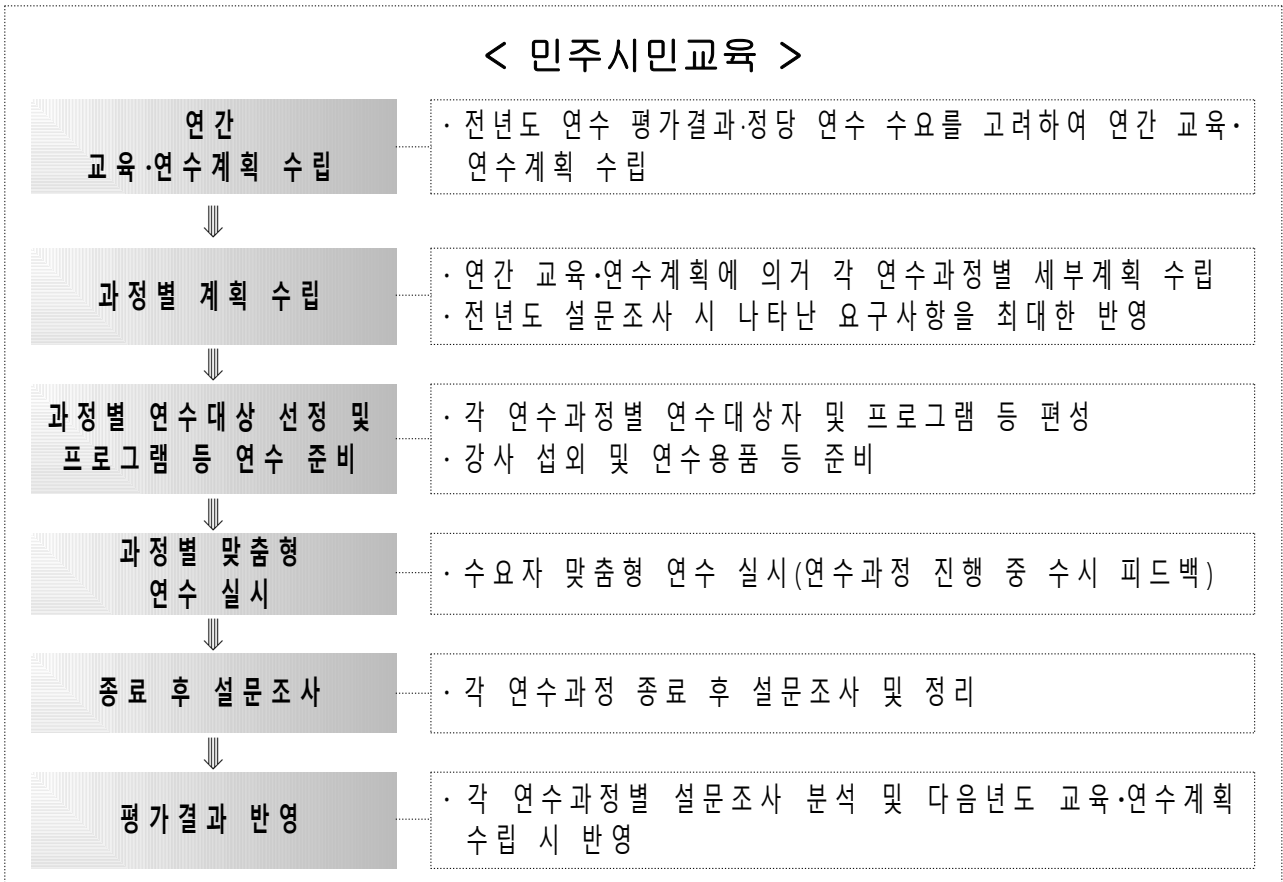 < 민주시민교육 >
연간
교육·연수계획 수립
· 전년도 연수 평가결과·정당 연수 수요를 고려하여 연간 교육·
연수계획 수립
과정별 계획 수립
· 연간 교육·연수계획에 의거 각 연수과정별 세부계획 수립
· 전년도 설문조사 시 나타난 요구사항을 최대한 반영
과정별 연수대상 선정 및
프로그램 등 연수 준비
· 각 연수과정별 연수대상자 및 프로그램 등 편성
· 강사 섭외 및 연수용품 등 준비
과정별 맞춤형
연수 실시
· 수요자 맞춤형 연수 실시(연수과정 진행 중 수시 피드백)
종료 후 설문조사
· 각 연수과정 종료 후 설문조사 및 정리
평가결과 반영
· 각 연수과정별 설문조사 분석 및 다음년도 교육·연수계획
수립 시 반영